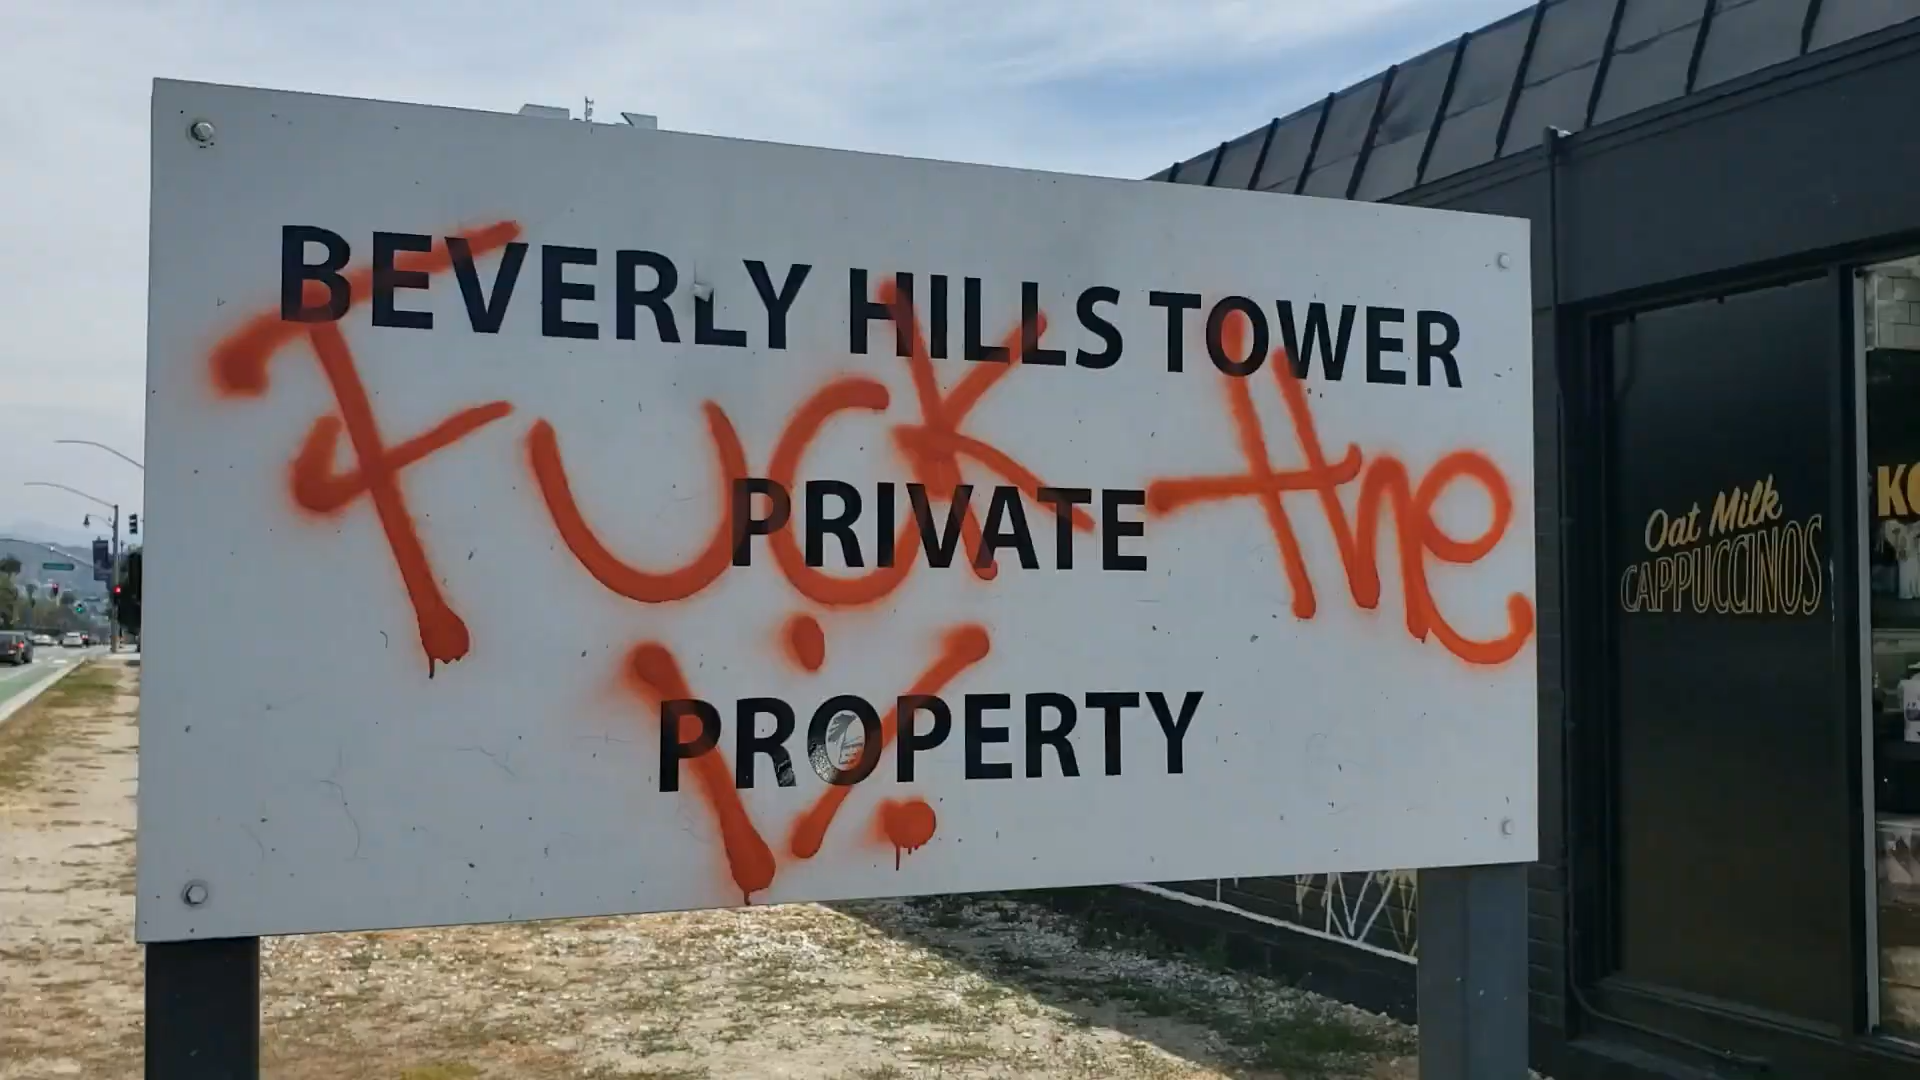 BEVERLY HILLS TOWER
Fuck the
PRIVATE
PROPERTY
Oat Milk
CAPPUCCINOS